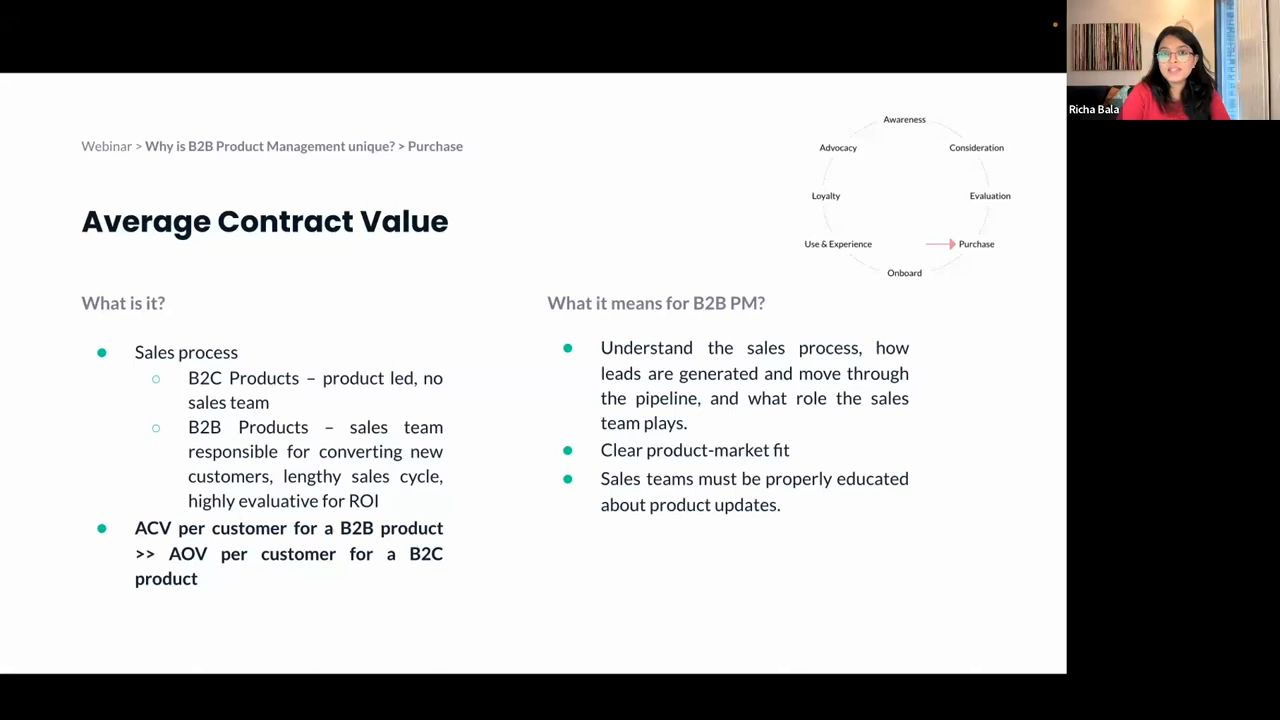 Richa Bala
Webinar > Why is B2B Product Management unique? > Purchase
Average Contract Value
Awareness
Advocacy
Consideration
Loyalty
Evaluation
Use & Experience
Purchase
Onboard
What is it?
Sales process
B2C Products – product led, no
sales team
B2B Products – sales team
responsible for converting new
customers, lengthy sales cycle,
highly evaluative for ROI
ACV per customer for a B2B product
>> AOV per customer for a B2C
product
What it means for B2B PM?
Understand the sales process, how
leads are generated and move through
the pipeline, and what role the sales
team plays.
Clear product-market fit
Sales teams must be properly educated
about product updates.